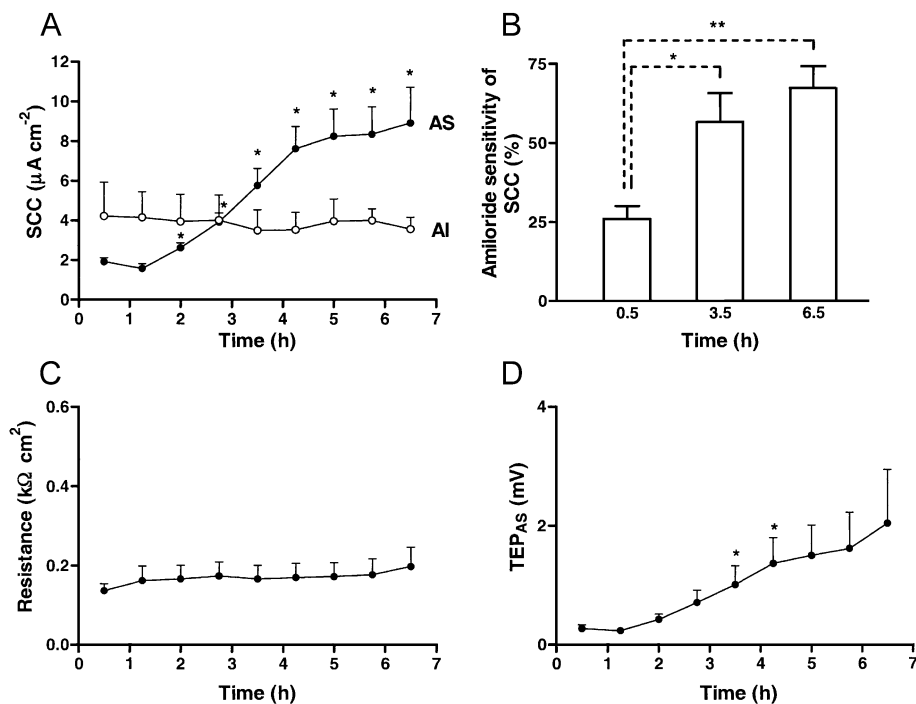 A
12
10
8
6
4
2
0
SCC (μA cm-2)
* * * * * * * *
AS
AI
0 1 2 3 4 5 6 7
Time (h)
B
75
50
25
0
Amiloride sensitivity of
SCC (%)
**
*
0.5 3.5 6.5
Time (h)
C
0.6
0.4
0.2
0.0
Resistance (kΩ cm2)
0 1 2 3 4 5 6 7
Time (h)
D
4
2
0
TEPAS (mV)
* *
0 1 2 3 4 5 6 7
Time (h)